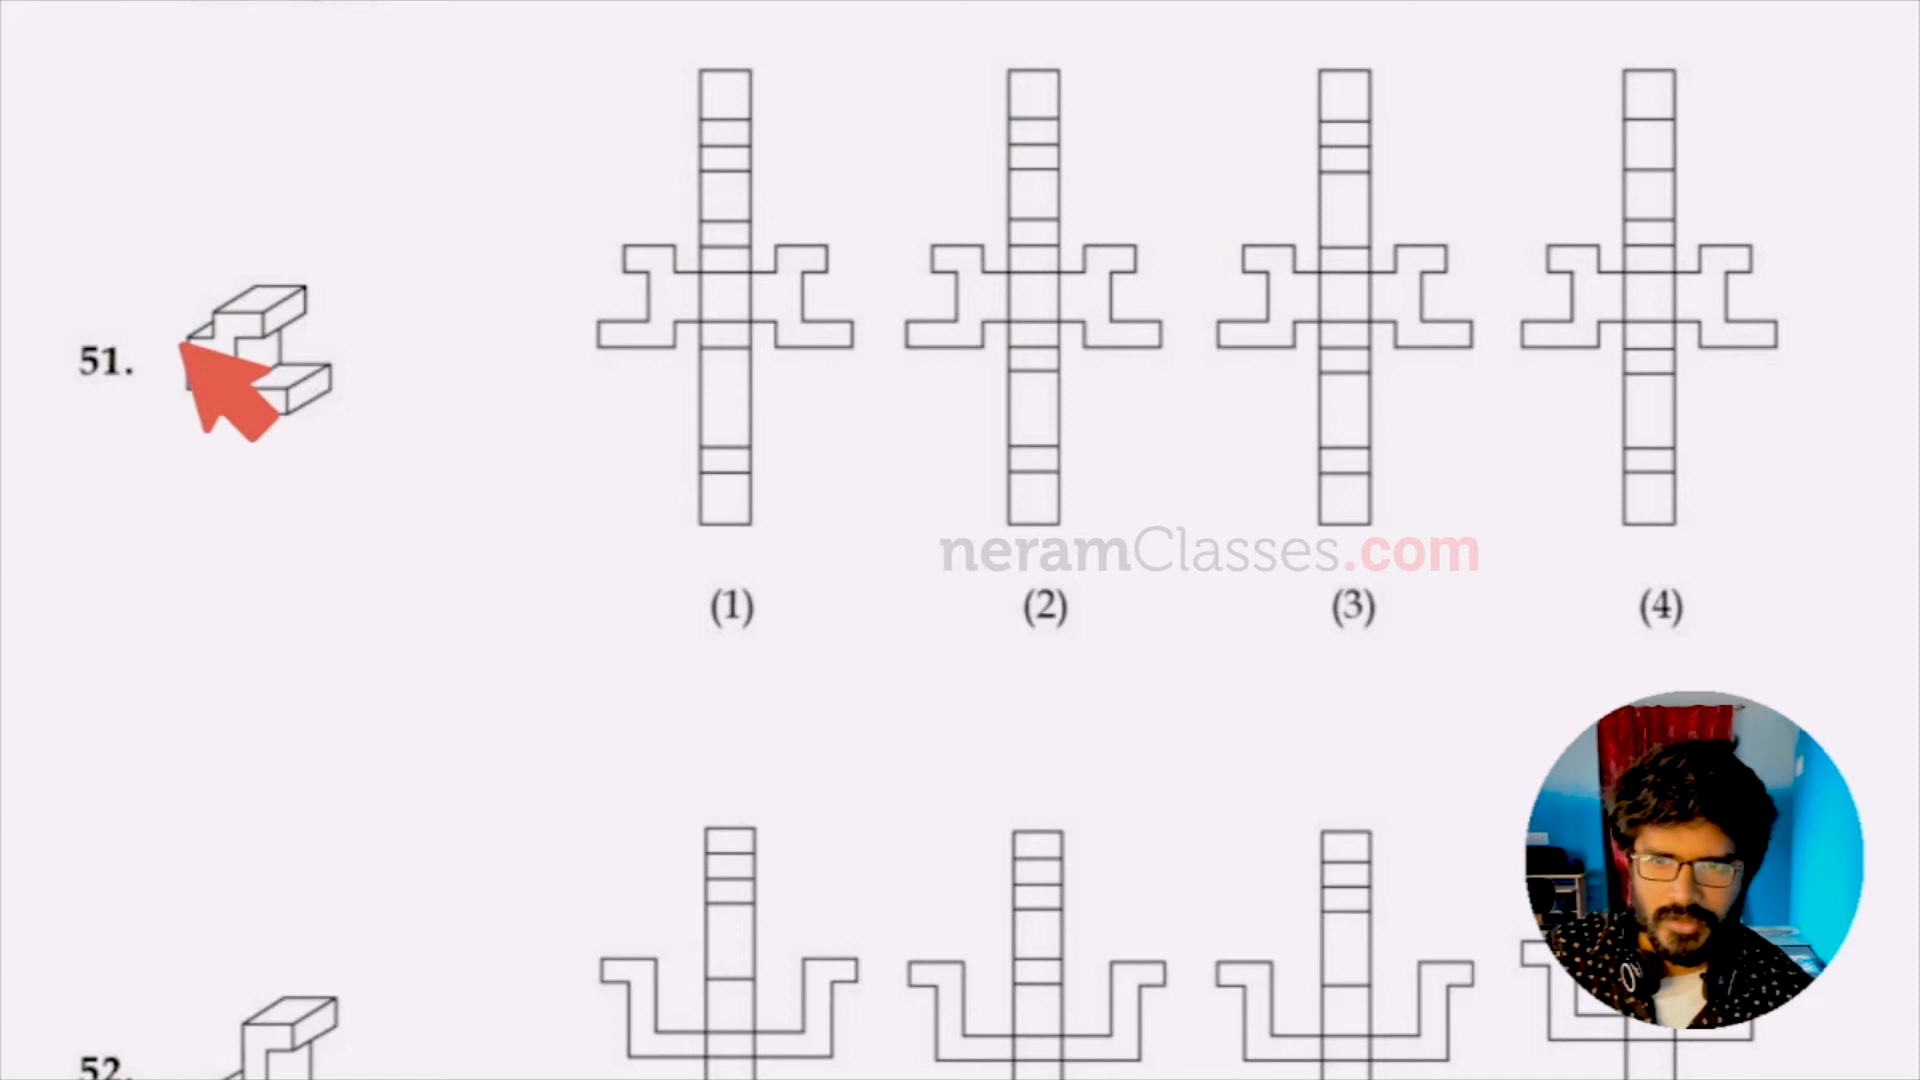 51.
neramClasses.com
(1) (2) (3) (4)
52.